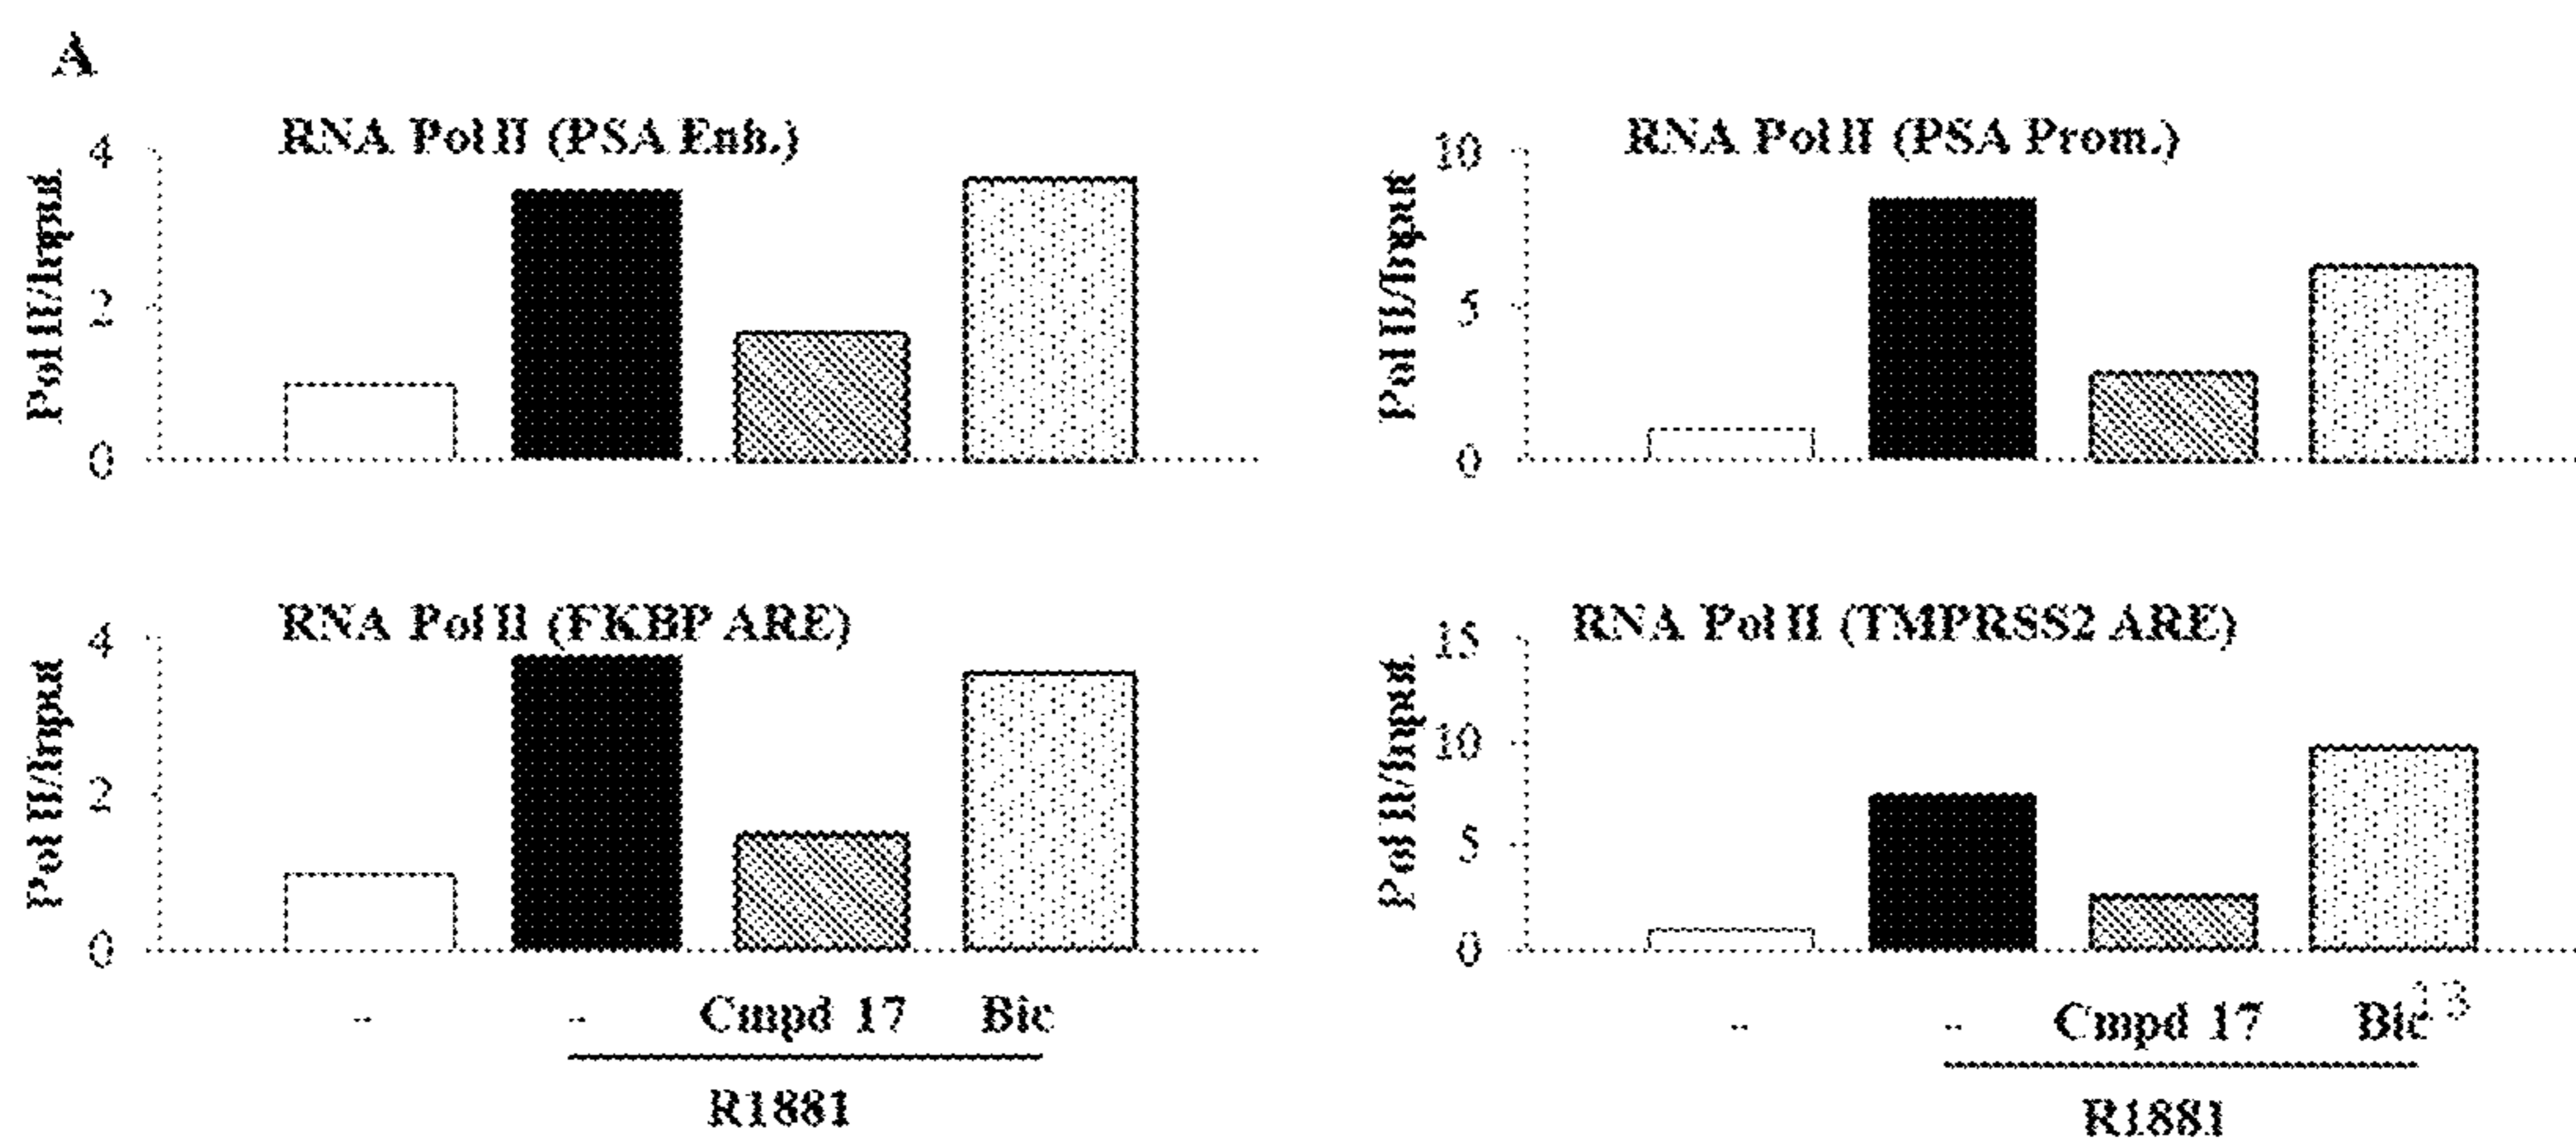 A
RNA Pol II (PSA Enh.)
Pol II/Input
4
2
0
RNA Pol II (PSA Prom.)
Pol II/Input
10
5
0
RNA Pol II (FKBP ARE)
Pol II/Input
4
2
0
- - Cmpd 17 Bic
R1881
RNA Pol II (TMPRSS2 ARE)
Pol II/Input
15
10
5
0
- - Cmpd 17 Bic
R1881